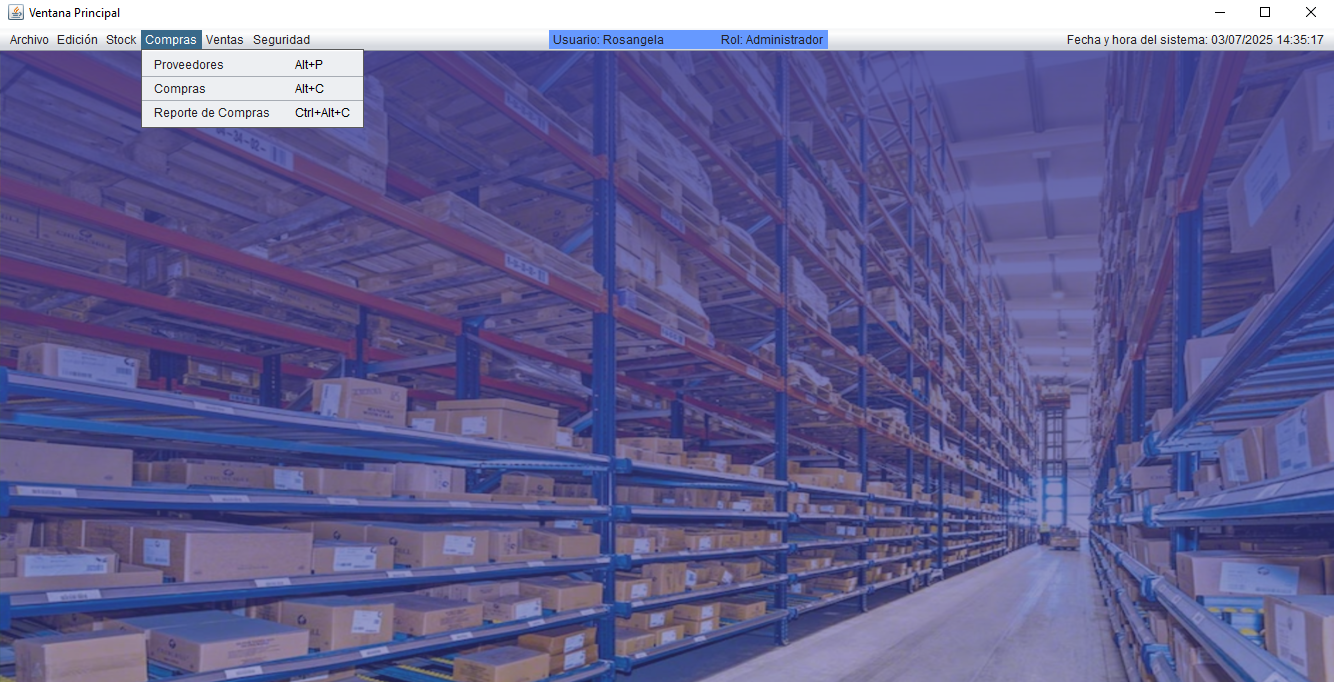 Ventana Principal
Archivo Edición Stock Compras Ventas Seguridad Usuario: Rosangela Rol: Administrador Fecha y hora del sistema: 03/07/2025 14:35:17
Proveedores Alt+P
Compras Alt+C
Reporte de Compras Ctrl+Alt+C